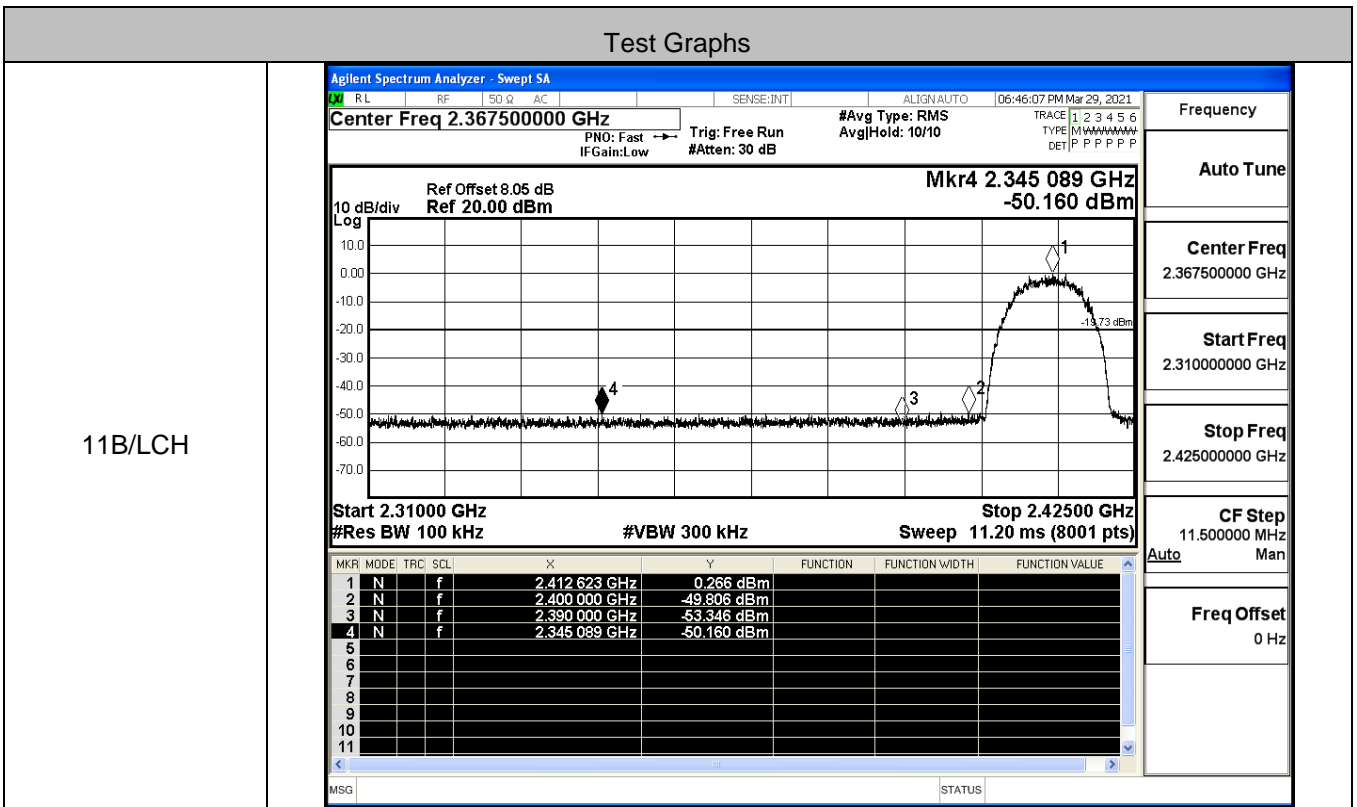 Test Graphs
11B/LCH
Agilent Spectrum Analyzer - Swept SA
LXI RL RF 50 Ω AC SENSE:INT ALIGN AUTO 06:46:07 PM Mar 29, 2021
Center Freq 2.367500000 GHz
PNO: Fast
IFGain:Low
Trig: Free Run
#Atten: 30 dB
#Avg Type: RMS
Avg|Hold: 10/10
TRACE 1 2 3 4 5 6
TYPE M W W W W W
DET P P P P P P
Mkr4 2.345 089 GHz
-50.160 dBm
Ref Offset 8.05 dB
10 dB/div Ref 20.00 dBm
Log
10.0
0.00
-10.0
-20.0
-30.0
-40.0
-50.0
-60.0
-70.0
1
-19.73 dBm
4
3
2
Start 2.31000 GHz Stop 2.42500 GHz
#Res BW 100 kHz #VBW 300 kHz Sweep 11.20 ms (8001 pts)
MKR MODE TRC SCL X Y FUNCTION FUNCTION WIDTH FUNCTION VALUE
1 N f 2.412 623 GHz 0.266 dBm
2 N f 2.400 000 GHz -49.806 dBm
3 N f 2.390 000 GHz -53.346 dBm
4 N f 2.345 089 GHz -50.160 dBm
5
6
7
8
9
10
11
MSG STATUS
Frequency
Auto Tune
Center Freq
2.367500000 GHz
Start Freq
2.310000000 GHz
Stop Freq
2.425000000 GHz
CF Step
11.500000 MHz
Auto Man
Freq Offset
0 Hz